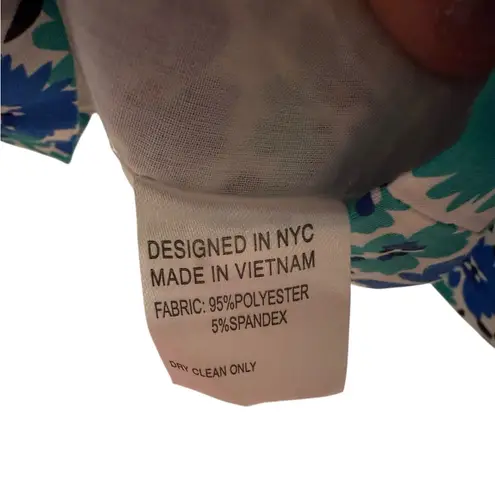 DESIGNED IN NYC
MADE IN VIETNAM
FABRIC: 95%POLYESTER
5%SPANDEX
DRY CLEAN ONLY